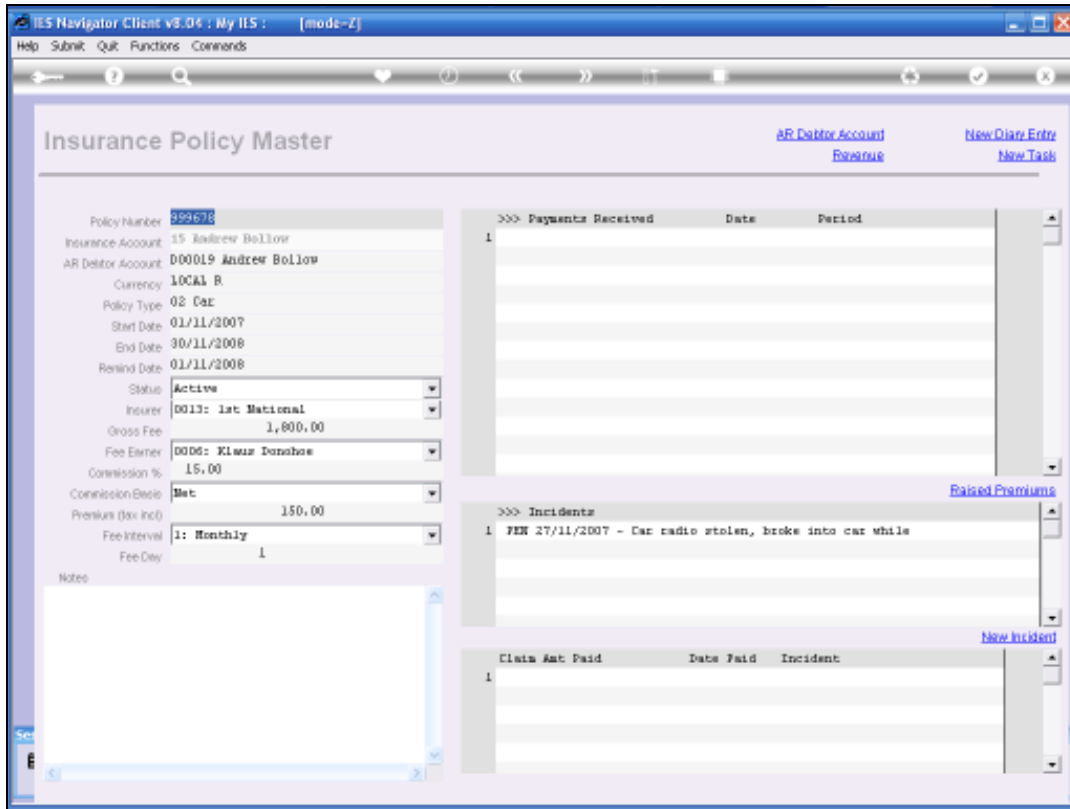 IES Navigator Client v8.04 : My IES : [mode=Z]
Help Submit Quit Functions Commands
Insurance Policy Master
AR Debtor Account
New Diary Entry
Revenue
New Task
Policy Number 999678
Insurance Account 15 Andrew Bollow
AR Debtor Account D00019 Andrew Bollow
Currency LOCAL R
Policy Type 02 Car
Start Date 01/11/2007
End Date 30/11/2008
Remind Date 01/11/2008
Status Active
Insurer 0013: 1st National
Gross Fee 1,800.00
Fee Earner 0006: Klaus Donohoe
Commission % 15.00
Commission Basis Net
Premium (tax incl) 150.00
Fee Interval 1: Monthly
Fee Day 1
Notes
>>> Payments Received Date Period
1
Raised Premiums
>>> Incidents
1 PEN 27/11/2007 - Car radio stolen, broke into car while
New Incident
Claim Amt Paid Date Paid Incident
1